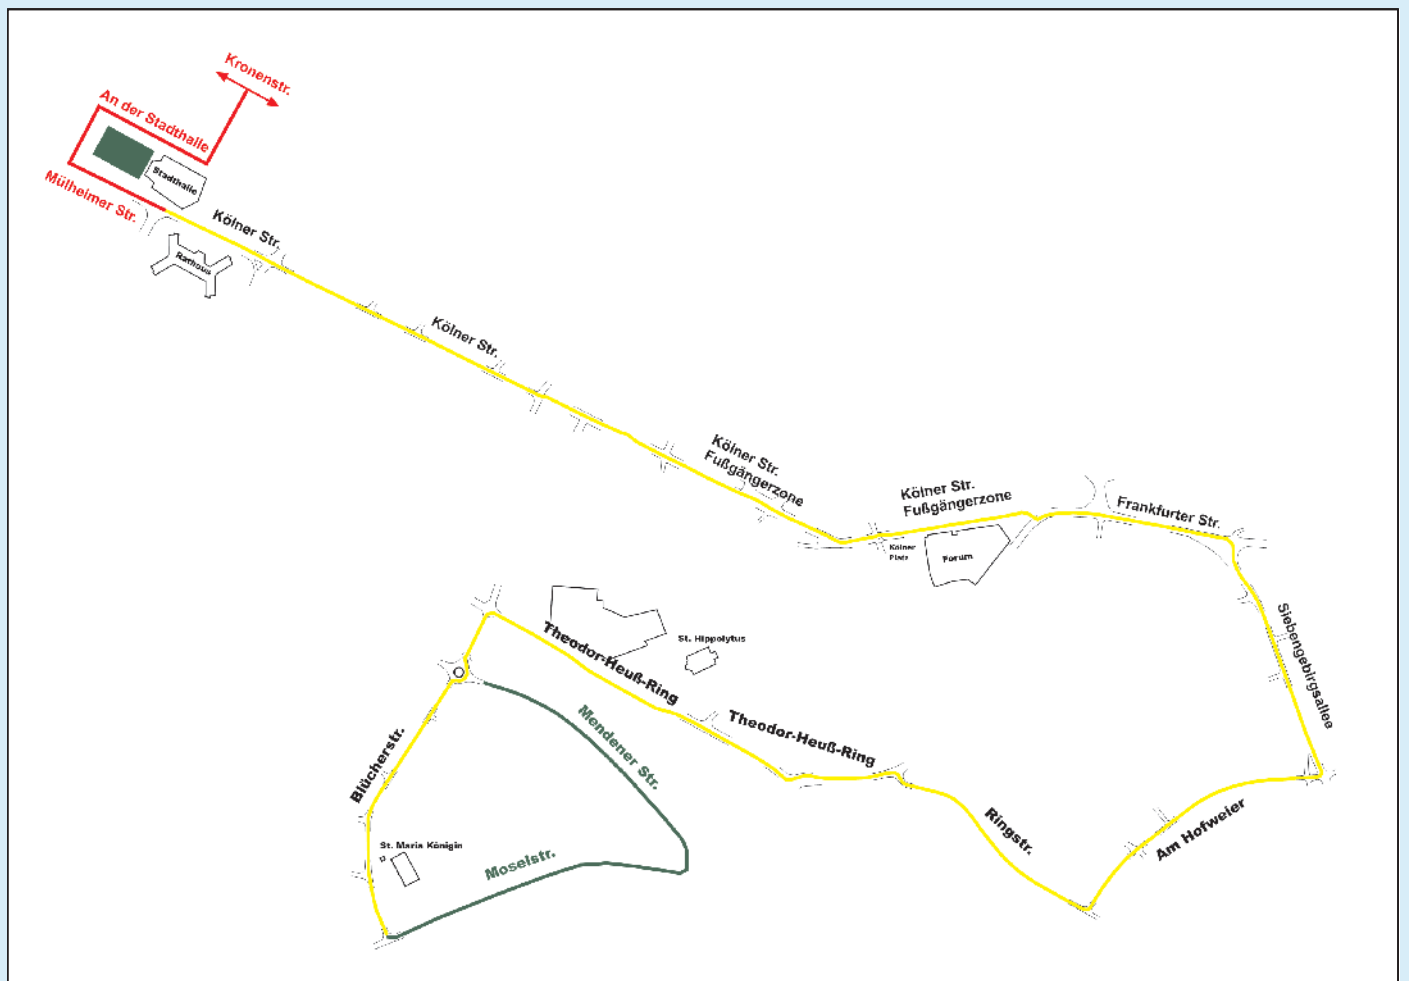 Kronenstr.
An der Stadthalle
Stadthalle
Mülheimer Str.
Kölner Str.
Rathaus
Kölner Str.
Kölner Str.
Fußgängerzone
Kölner Str.
Fußgängerzone
Frankfurter Str.
Kölner
Platz
Forum
Siebengebirgsallee
St. Hippolytus
Theodor-Heuß-Ring
Theodor-Heuß-Ring
Mendener Str.
Blücherstr.
Ringstr.
Am Hofweier
St. Maria Königin
Moselstr.